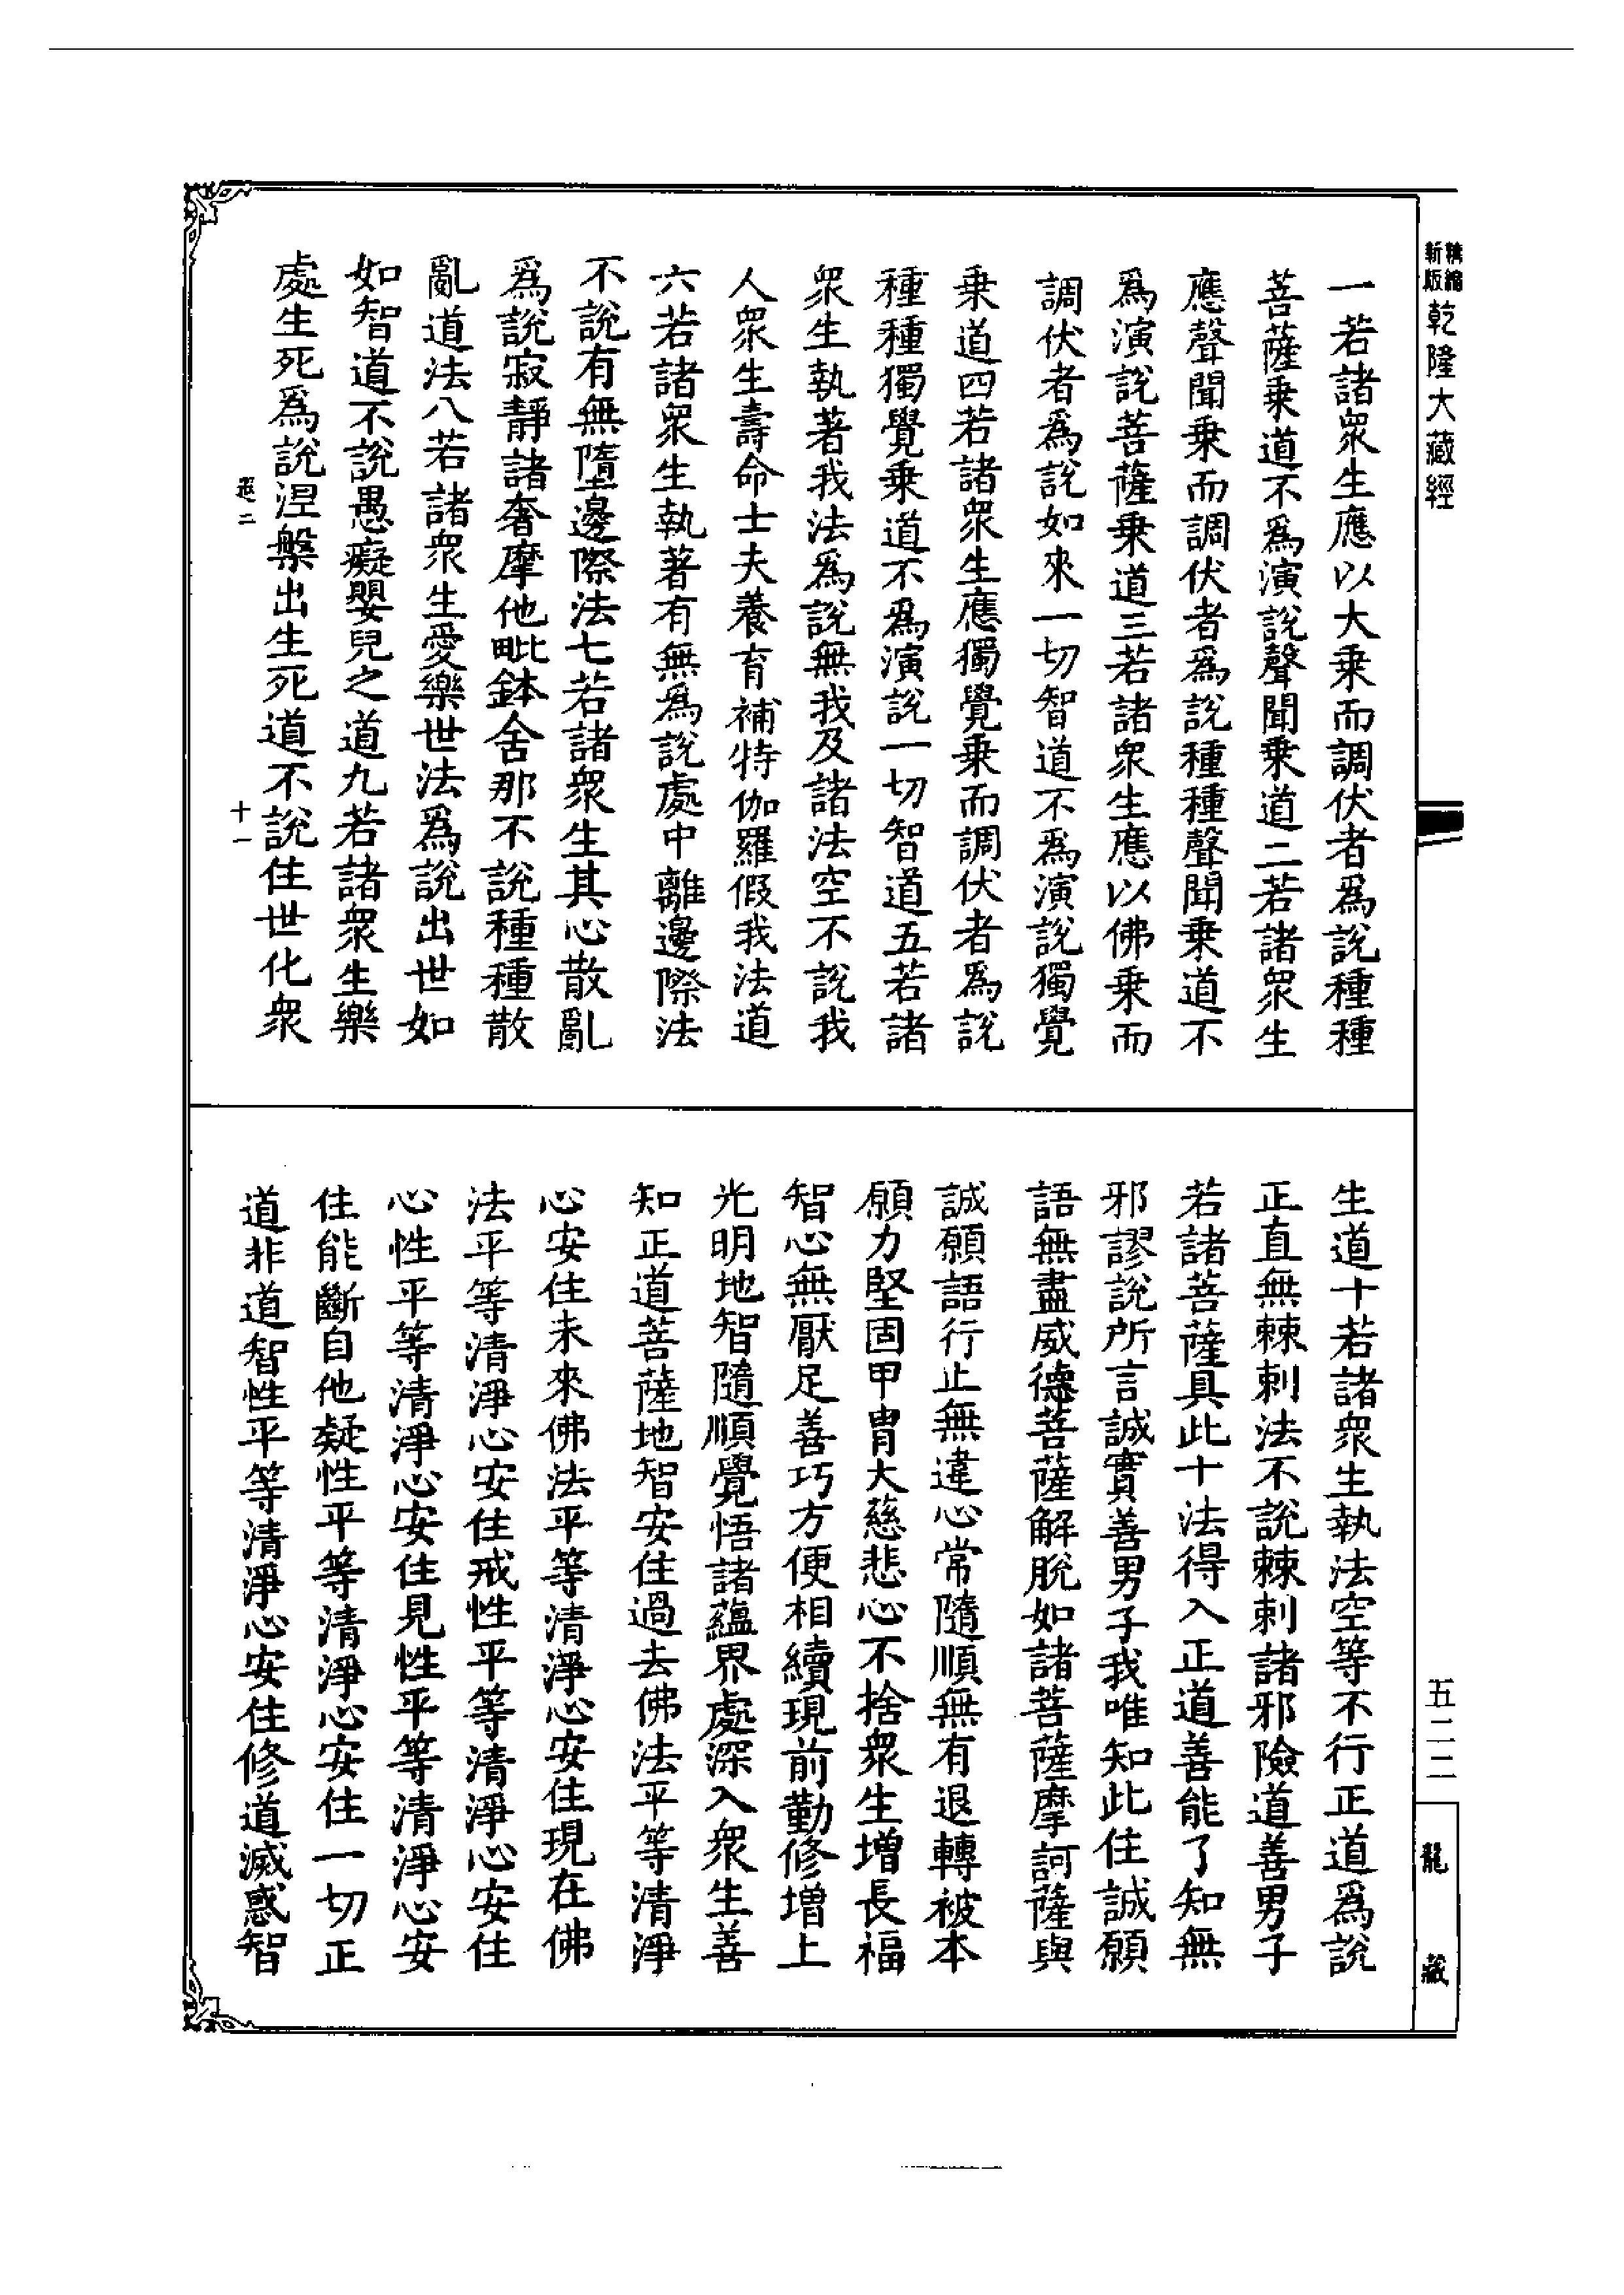 精縮新版乾隆大藏經
一若諸衆生應以大乗而調伏者爲說種種
菩薩乗道不爲演說聲聞乗道二若諸衆生
應聲聞乗而調伏者爲說種種聲聞乗道不
爲演說菩薩乗道三若諸衆生應以佛乗而
調伏者爲說如來一切智道不爲演說獨覺
乗道四若諸衆生應獨覺乗而調伏者爲說
種種獨覺乗道不爲演說一切智道五若諸
衆生執著我法爲說無我及諸法空不說我
人衆生壽命士夫養育補特伽羅假我法道
六若諸衆生執著有無爲說處中離邊際法
不說有無墮邊際法七若諸衆生其心散亂
爲說寂靜諸奢摩他毗鉢舍那不說種種散
亂道法八若諸衆生愛樂世法爲說出世如
如智道不說愚癡嬰兒之道九若諸衆生樂
處生死爲說涅槃出生死道不說住世化衆
十一
生道十若諸衆生執法空等不行正道爲說
正直無棘刺法不說棘刺諸邪險道善男子
若諸菩薩具此十法得入正道善能了知無
邪謬說所言誠實善男子我唯知此住誠願
語無盡威德菩薩解脫如諸菩薩摩訶薩與
誠願語行止無違心常隨順無有退轉被本
願力堅固甲冑大慈悲心不捨衆生增長福
智心無厭足善巧方便相續現前勤修增上
光明地智隨順覺悟諸蘊界處深入衆生善
知正道菩薩地智安住過去佛法平等清淨
心安住未來佛法平等清淨心安住現在佛
法平等清淨心安住戒性平等清淨心安住
心性平等清淨心安住見性平等清淨心安
住能斷自他疑性平等清淨心安住一切正
道非道智性平等清淨心安住修道滅惑智
五二二
龍藏